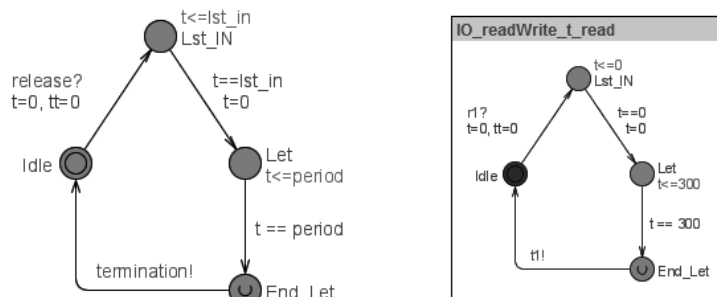 t<=lst_in
Lst_IN
release?
t=0, tt=0
t==lst_in
t=0
Idle
Let
t<=period
t == period
termination!
End_Let
IO_readWrite_t_read
t<=0
Lst_IN
r1?
t=0, tt=0
t==0
t=0
Idle
Let
t<=300
t == 300
t1!
End_Let